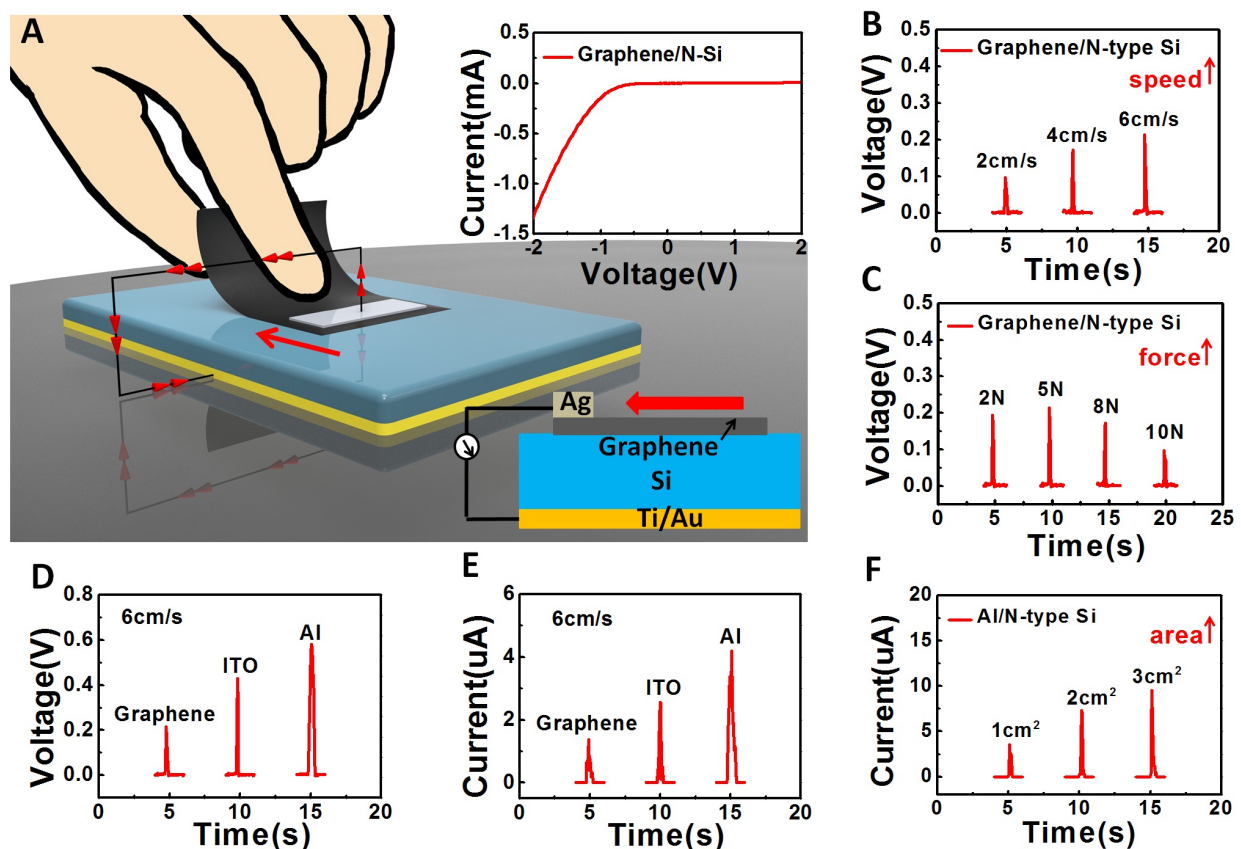 A
Graphene/N-Si
Current(mA)
0.0
-0.5
-1.0
-1.5
-2
-1
0
1
2
Voltage(V)
Ag
Graphene
Si
Ti/Au
B
Graphene/N-type Si
speed↑
Voltage(V)
0.5
0.4
0.3
0.2
0.1
0.0
2cm/s
4cm/s
6cm/s
0 5 10 15 20
Time(s)
C
Graphene/N-type Si
force↑
Voltage(V)
0.5
0.4
0.3
0.2
0.1
0.0
2N
5N
8N
10N
0 5 10 15 20 25
Time(s)
D
6cm/s
Voltage(V)
0.8
0.6
0.4
0.2
0.0
Graphene
ITO
Al
0 5 10 15 20
Time(s)
E
6cm/s
Current(uA)
6
4
2
0
Graphene
ITO
Al
0 5 10 15 20
Time(s)
F
Al/N-type Si
area↑
Current(uA)
20
15
10
5
0
1cm²
2cm²
3cm²
0 5 10 15 20
Time(s)